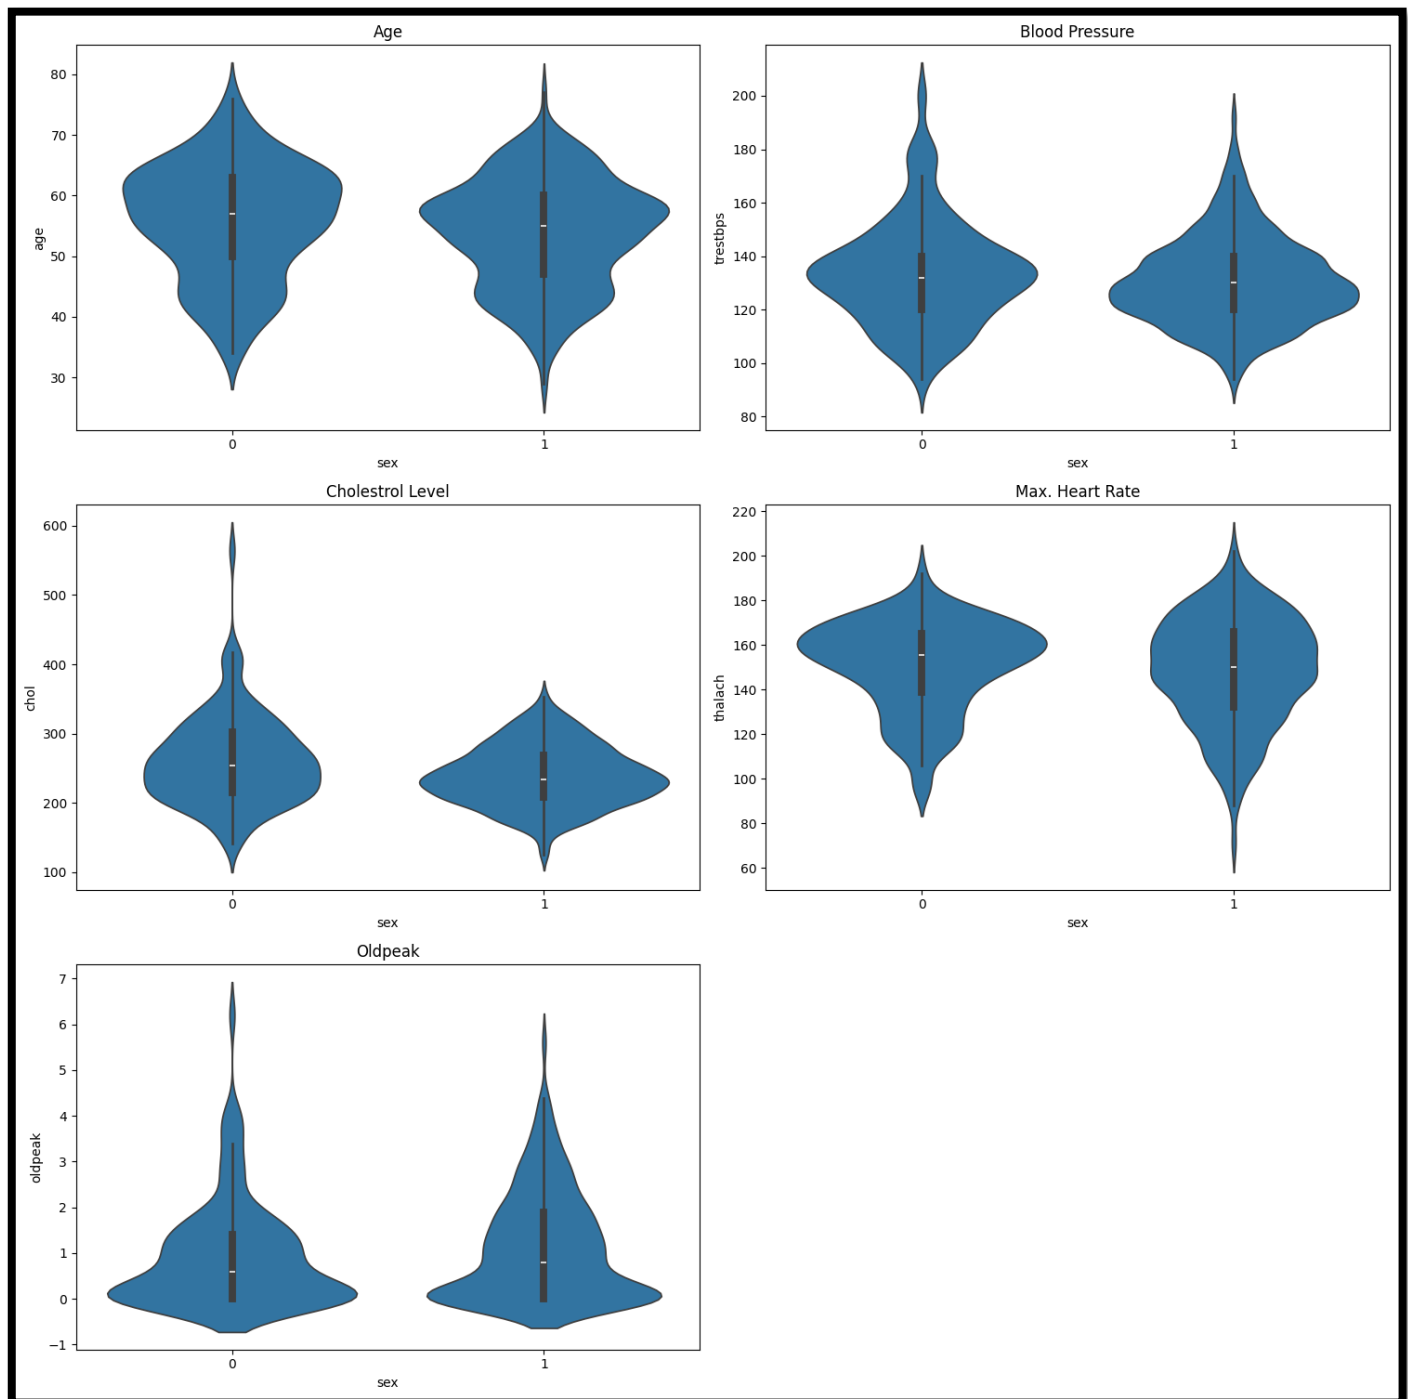 Age
80
70
60
50
40
30
age
0 1
sex
Blood Pressure
200
180
160
140
120
100
80
trestbps
0 1
sex
Cholestrol Level
600
500
400
300
200
100
chol
0 1
sex
Max. Heart Rate
220
200
180
160
140
120
100
80
60
thalach
0 1
sex
Oldpeak
7
6
5
4
3
2
1
0
−1
oldpeak
0 1
sex